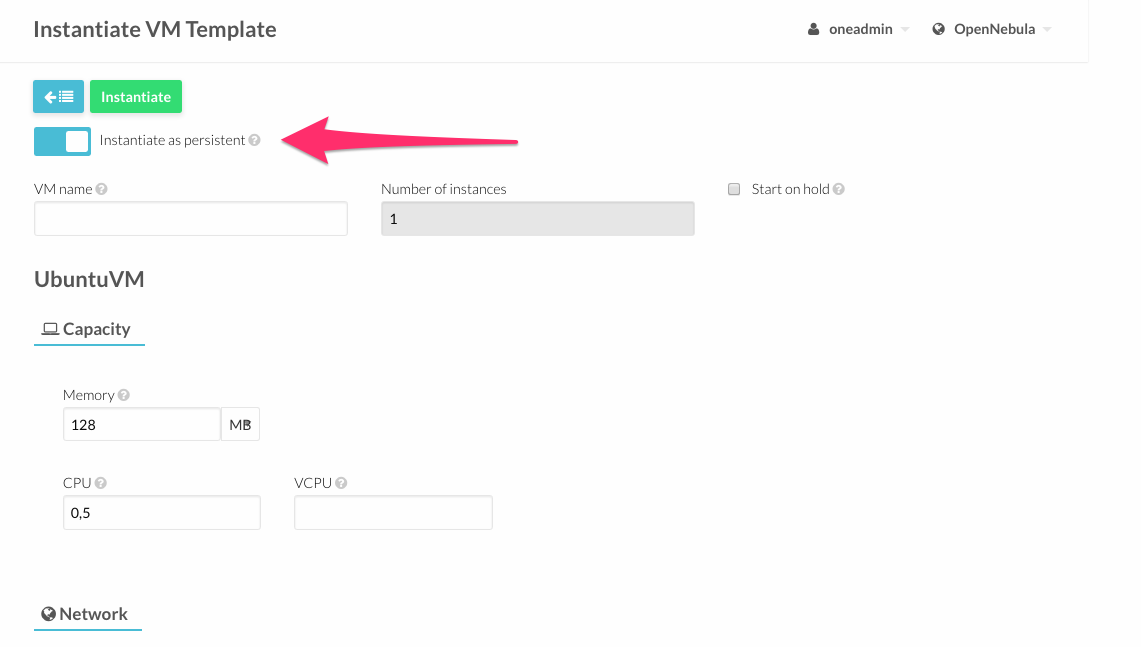 Instantiate VM Template
oneadmin
OpenNebula
Instantiate
Instantiate as persistent
VM name
Number of instances
Start on hold
1
UbuntuVM
Capacity
Memory
128
MB
CPU
VCPU
0,5
Network